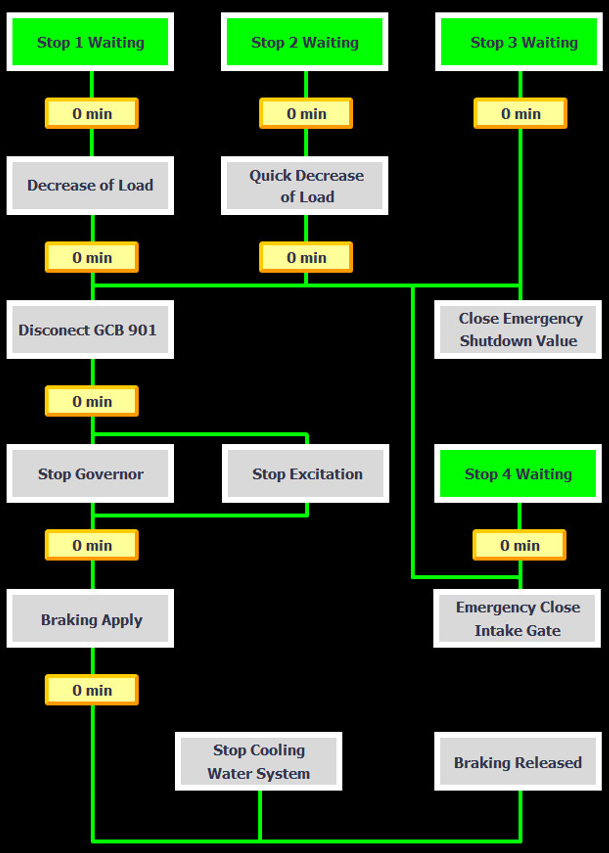 Stop 1 Waiting
Stop 2 Waiting
Stop 3 Waiting
0 min
0 min
0 min
Decrease of Load
Quick Decrease
of Load
0 min
0 min
Disconect GCB 901
Close Emergency
Shutdown Value
0 min
Stop Governor
Stop Excitation
Stop 4 Waiting
0 min
0 min
Braking Apply
Emergency Close
Intake Gate
0 min
Stop Cooling
Water System
Braking Released